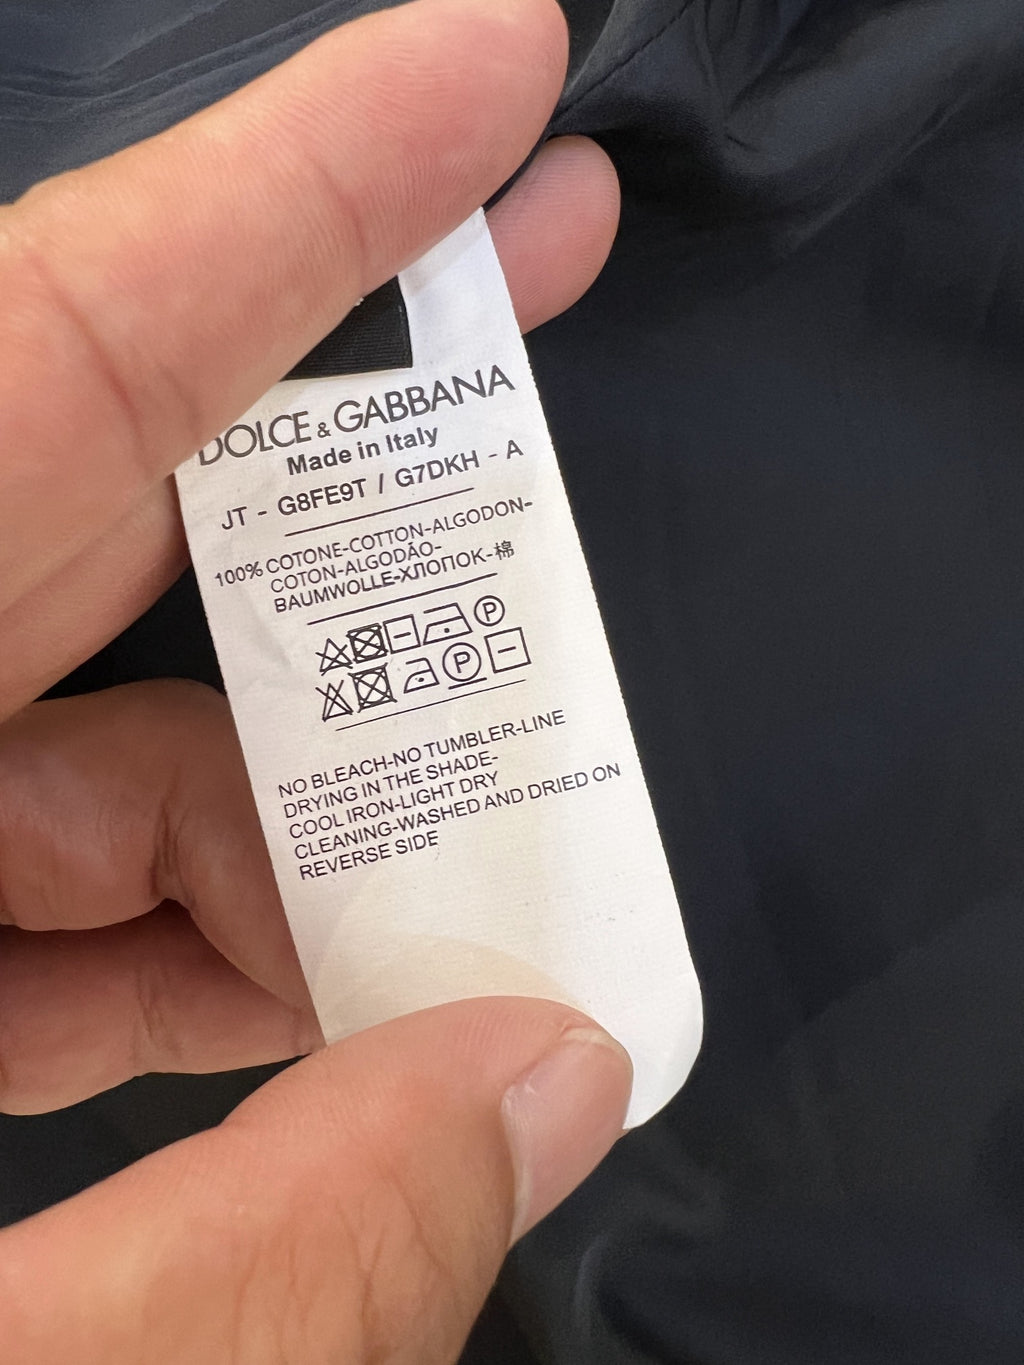 DOLCE & GABBANA
Made in Italy
JT - G8FE9T / G7DKH - A
100% COTONE-COTTON-ALGODON-
COTON-ALGODÃO-
BAUMWOLLE-ХЛОПОК-棉
P
P
NO BLEACH-NO TUMBLER-LINE
DRYING IN THE SHADE-
COOL IRON-LIGHT DRY
CLEANING-WASHED AND DRIED ON
REVERSE SIDE